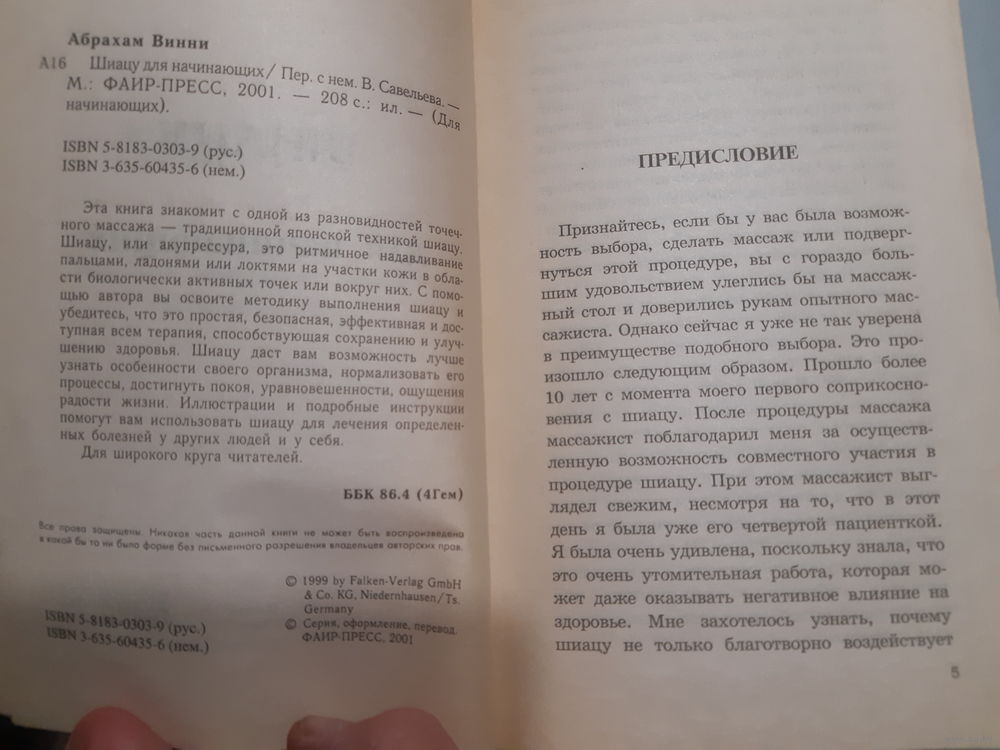 Абрахам Винни
А16 Шиацу для начинающих/ Пер. с нем. В. Савельева. —
М.: ФАИР-ПРЕСС, 2001. — 208 с.: ил. — (Для
начинающих).
ISBN 5-8183-0303-9 (рус.)
ISBN 3-635-60435-6 (нем.)
Эта книга знакомит с одной из разновидностей точеч-
ного массажа — традиционной японской техникой шиацу.
Шиацу, или акупрессура, это ритмичное надавливание
пальцами, ладонями или локтями на участки кожи в обла-
сти биологически активных точек или вокруг них. С помо-
щью автора вы освоите методику выполнения шиацу и
убедитесь, что это простая, безопасная, эффективная и дос-
тупная всем терапия, способствующая сохранению и улуч-
шению здоровья. Шиацу даст вам возможность лучше
узнать особенности своего организма, нормализовать его
процессы, достигнуть покоя, уравновешенности, ощущения
радости жизни. Иллюстрации и подробные инструкции
помогут вам использовать шиацу для лечения определен-
ных болезней у других людей и у себя.
Для широкого круга читателей.
ББК 86.4 (4Гем)
Все права защищены. Никакая часть данной книги не может быть воспроизведена
в какой бы то ни было форме без письменного разрешения владельцев авторских прав.
© 1999 by Falken-Verlag GmbH
& Co. KG, Niedernhausen/Ts.
Germany
© Серия, оформление, перевод.
ФАИР-ПРЕСС, 2001
ISBN 5-8183-0303-9 (рус.)
ISBN 3-635-60435-6 (нем.)
ПРЕДИСЛОВИЕ
Признайтесь, если бы у вас была возмож-
ность выбора, сделать массаж или подверг-
нуться этой процедуре, вы с гораздо боль-
шим удовольствием улеглись бы на массаж-
ный стол и доверились рукам опытного мас-
сажиста. Однако сейчас я уже не так уверена
в преимуществе подобного выбора. Это про-
изошло следующим образом. Прошло более
10 лет с момента моего первого соприкосно-
вения с шиацу. После процедуры массажа
массажист поблагодарил меня за осуществ-
ленную возможность совместного участия в
процедуре шиацу. При этом массажист выг-
лядел свежим, несмотря на то, что в этот
день я была уже его четвертой пациенткой.
Я была очень удивлена, поскольку знала, что
это очень утомительная работа, которая мо-
жет даже оказывать негативное влияние на
здоровье. Мне захотелось узнать, почему
шиацу не только благотворно воздействует
5